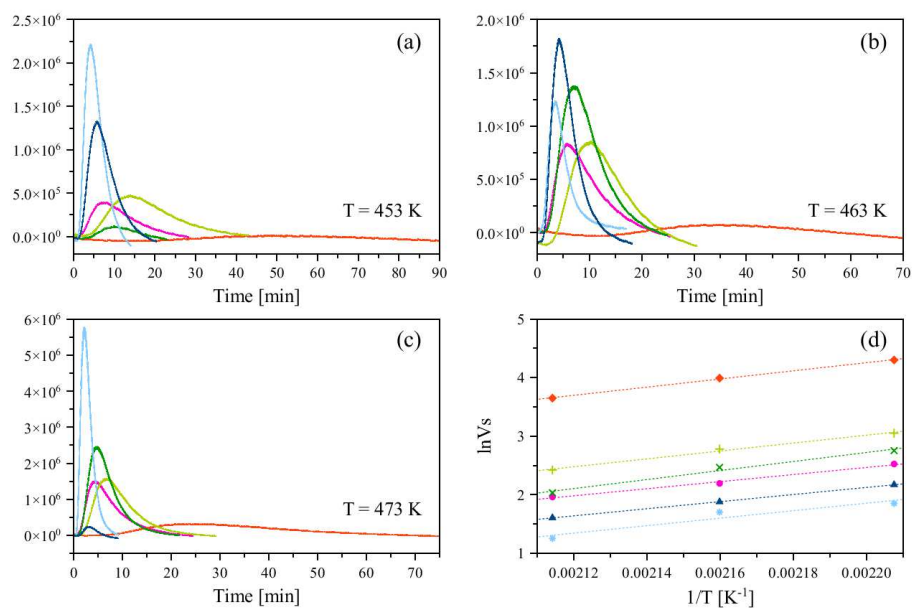 2.5×10⁶
2.0×10⁶
1.5×10⁶
1.0×10⁶
5.0×10⁵
0.0×10⁰
0 10 20 30 40 50 60 70 80 90
Time [min]
(a)
T = 453 K
2.0×10⁶
1.5×10⁶
1.0×10⁶
5.0×10⁵
0.0×10⁰
0 10 20 30 40 50 60 70
Time [min]
(b)
T = 463 K
6×10⁶
5×10⁶
4×10⁶
3×10⁶
2×10⁶
1×10⁶
0×10⁰
0 10 20 30 40 50 60 70
Time [min]
(c)
T = 473 K
5
4
3
2
1
lnVs
0.00212 0.00214 0.00216 0.00218 0.00220
1/T [K⁻¹]
(d)